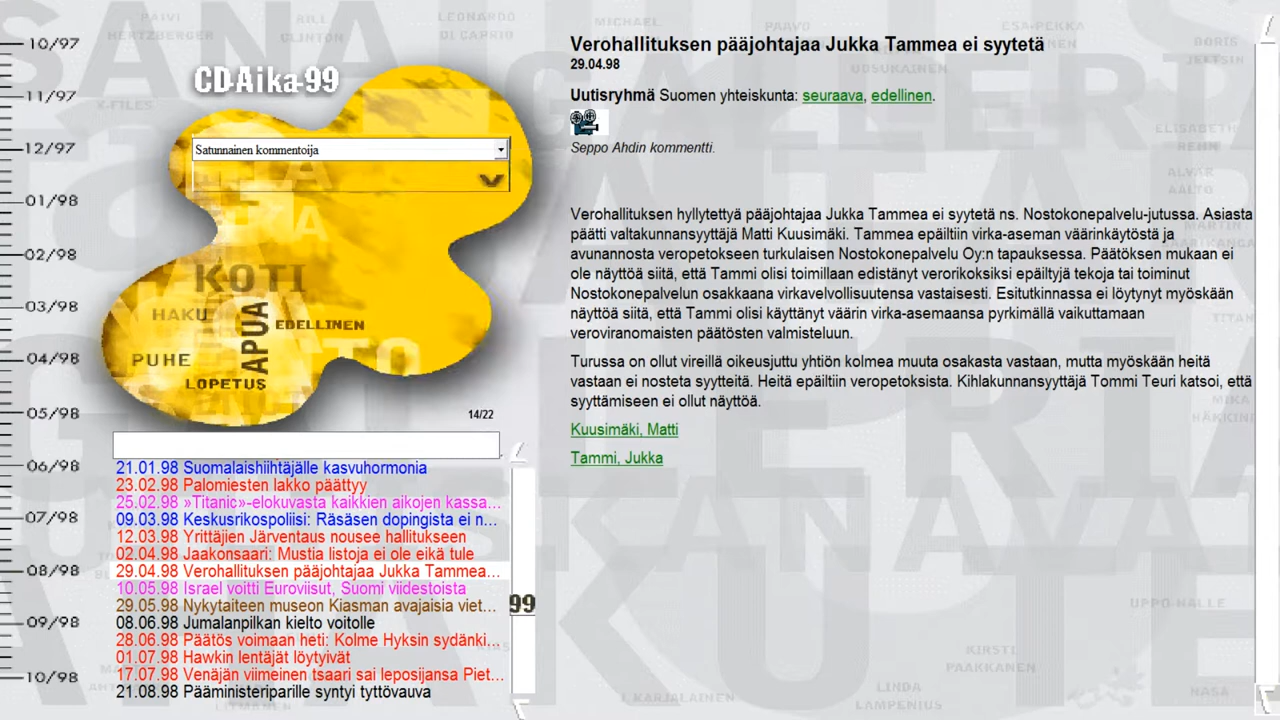 10/97
11/97
12/97
01/98
02/98
03/98
04/98
05/98
06/98
07/98
08/98
09/98
10/98
CD-Aika-99
Satunnainen kommentoija
KOTI
HAKU
APUA
EDELLINEN
PUHE
LOPETUS
14/22
21.01.98 Suomalaishiihtäjälle kasvuhormonia
23.02.98 Palomiesten lakko päättyy
25.02.98 »Titanic»-elokuvasta kaikkien aikojen kassa...
09.03.98 Keskusrikospoliisi: Räsäsen dopingista ei n...
12.03.98 Yrittäjien Järventaus nousee hallitukseen
02.04.98 Jaakonsaari: Mustia listoja ei ole eikä tule
29.04.98 Verohallituksen pääjohtajaa Jukka Tammea...
10.05.98 Israel voitti Euroviisut, Suomi viidestoista
29.05.98 Nykytaiteen museon Kiasman avajaisia viet...
08.06.98 Jumalanpilkan kielto voitolle
28.06.98 Päätös voimaan heti: Kolme Hyksin sydänki...
01.07.98 Hawkin lentäjät löytyivät
17.07.98 Venäjän viimeinen tsaari sai leposijansa Piet...
21.08.98 Pääministeriparille syntyi tyttövauva
99
Verohallituksen pääjohtajaa Jukka Tammea ei syytetä
29.04.98
Uutisryhmä Suomen yhteiskunta: seuraava, edellinen.
Seppo Ahdin kommentti.
Verohallituksen hyllytettyä pääjohtajaa Jukka Tammea ei syytetä ns. Nostokonepalvelu-jutussa. Asiasta
päätti valtakunnansyyttäjä Matti Kuusimäki. Tammea epäiltiin virka-aseman väärinkäytöstä ja
avunannosta veropetokseen turkulaisen Nostokonepalvelu Oy:n tapauksessa. Päätöksen mukaan ei
ole näyttöä siitä, että Tammi olisi toimillaan edistänyt verorikoksiksi epäiltyjä tekoja tai toiminut
Nostokonepalvelun osakkaana virkavelvollisuutensa vastaisesti. Esitutkinnassa ei löytynyt myöskään
näyttöä siitä, että Tammi olisi käyttänyt väärin virka-asemaansa pyrkimällä vaikuttamaan
veroviranomaisten päätösten valmisteluun.
Turussa on ollut vireillä oikeusjuttu yhtiön kolmea muuta osakasta vastaan, mutta myöskään heitä
vastaan ei nosteta syytteitä. Heitä epäiltiin veropetoksista. Kihlakunnansyyttäjä Tommi Teuri katsoi, että
syyttämiseen ei ollut näyttöä.
Kuusimäki, Matti
Tammi, Jukka